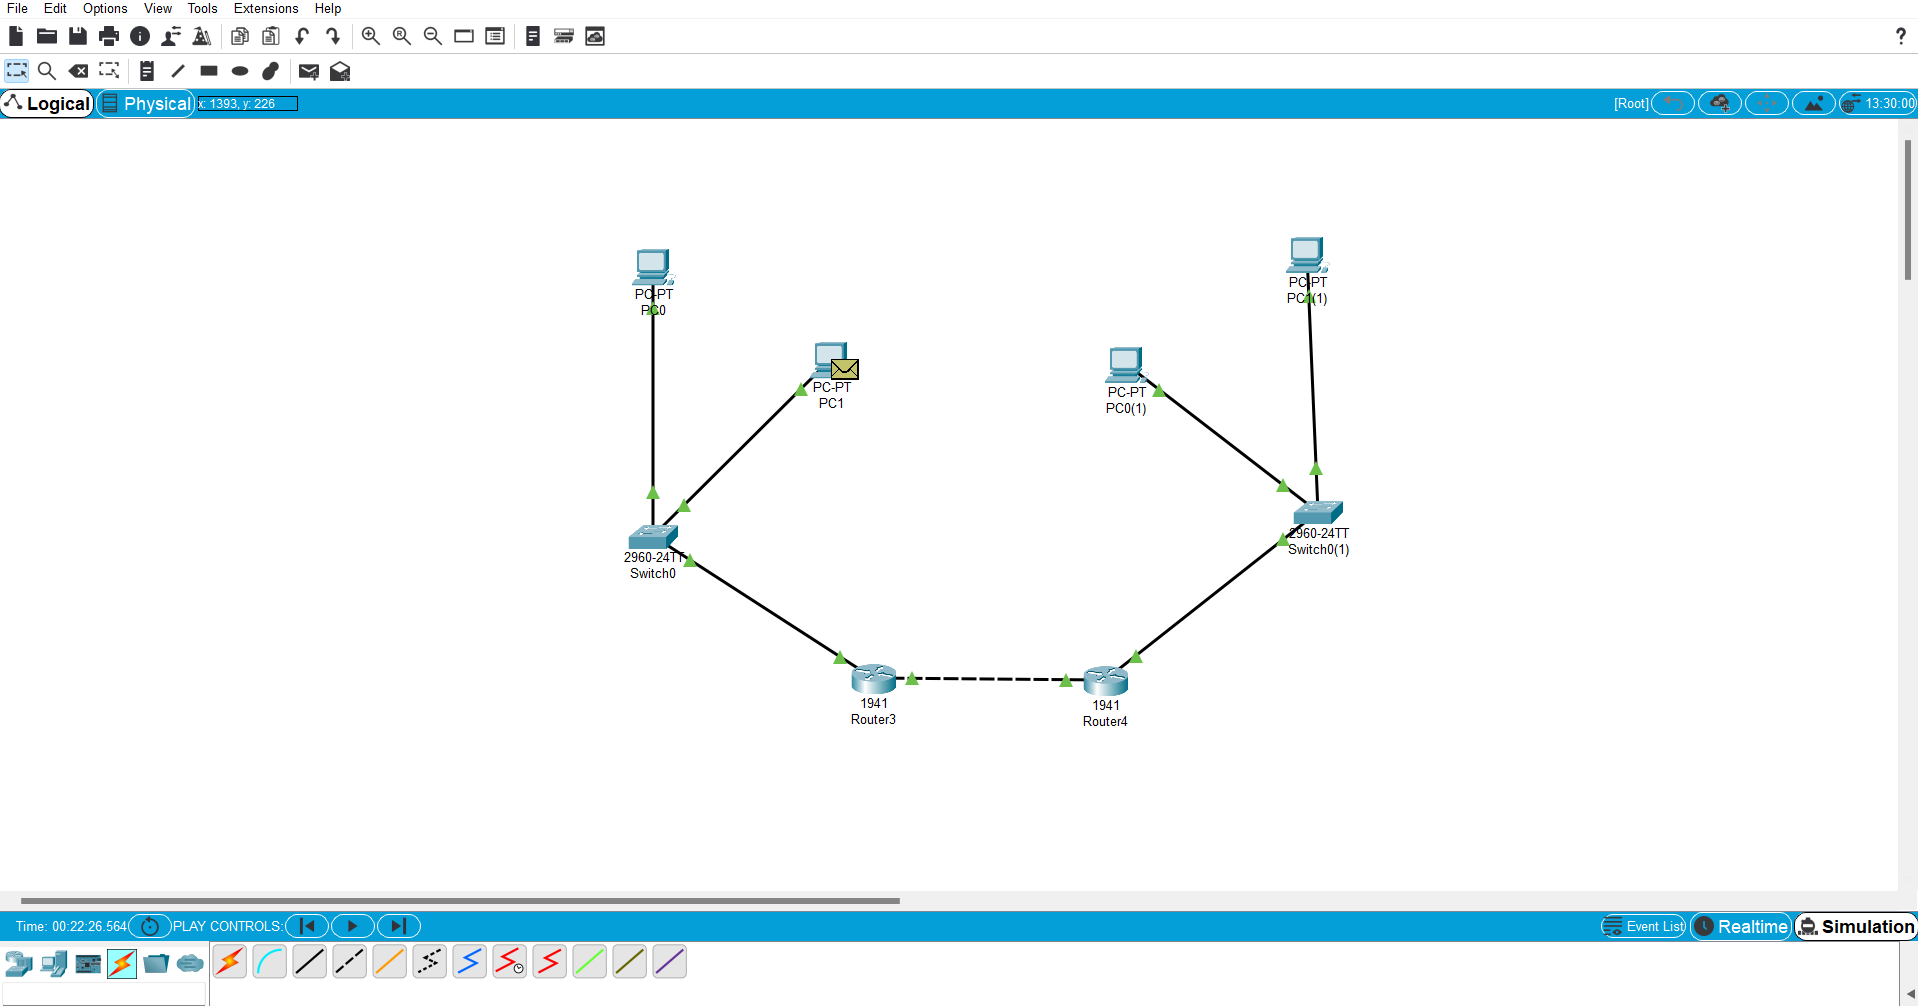 File Edit Options View Tools Extensions Help
?
Logical Physical x: 1393, y: 226 [Root] 13:30:00
PC-PT
PC1(1)
PC-PT
PC0
PC-PT
PC1
PC-PT
PC0(1)
2960-24TT
Switch0(1)
2960-24TT
Switch0
1941
Router3
1941
Router4
Time: 00:22:26.564 PLAY CONTROLS: Event List Realtime Simulation